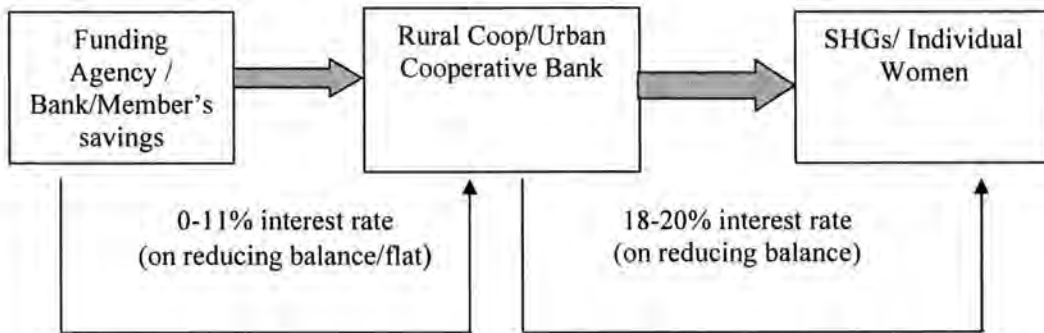 Funding
Agency /
Bank/Member's
savings
Rural Coop/Urban
Cooperative Bank
SHGs/ Individual
Women
0-11% interest rate
(on reducing balance/flat)
18-20% interest rate
(on reducing balance)